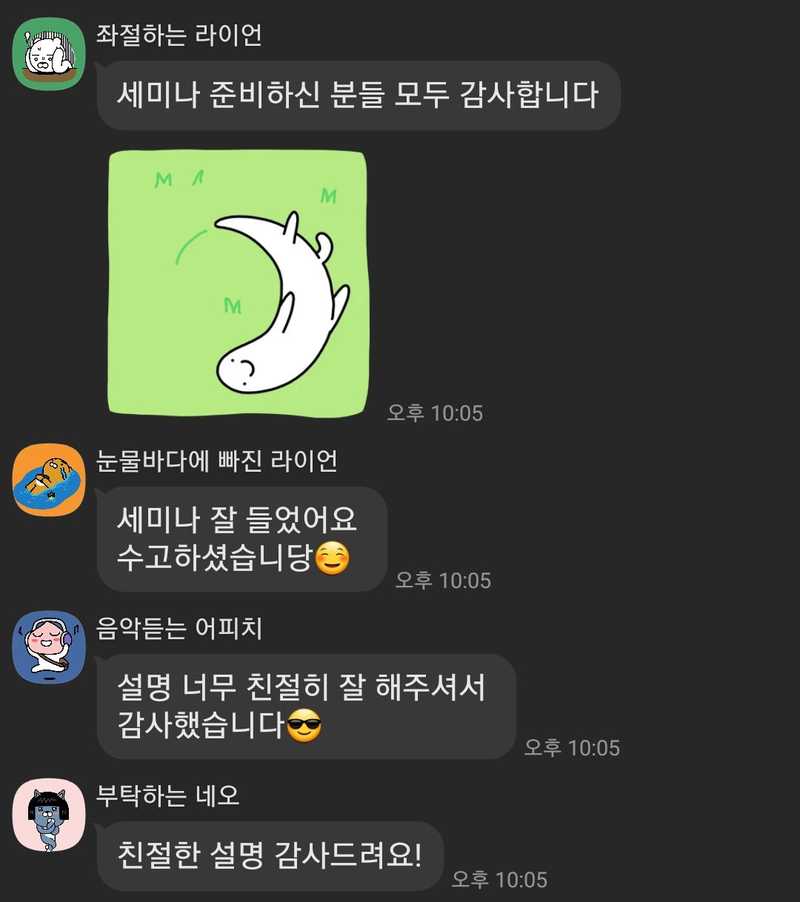 좌절하는 라이언
세미나 준비하신 분들 모두 감사합니다
오후 10:05
눈물바다에 빠진 라이언
세미나 잘 들었어요
수고하셨습니당☺️
오후 10:05
음악듣는 어피치
설명 너무 친절히 잘 해주셔서
감사했습니다😎
오후 10:05
부탁하는 네오
친절한 설명 감사드려요!
오후 10:05